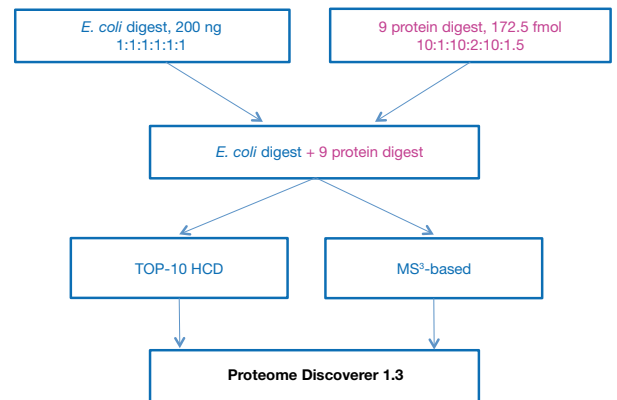 E. coli digest, 200 ng
1:1:1:1:1:1
9 protein digest, 172.5 fmol
10:1:10:2:10:1.5
E. coli digest + 9 protein digest
TOP-10 HCD
MS³-based
Proteome Discoverer 1.3